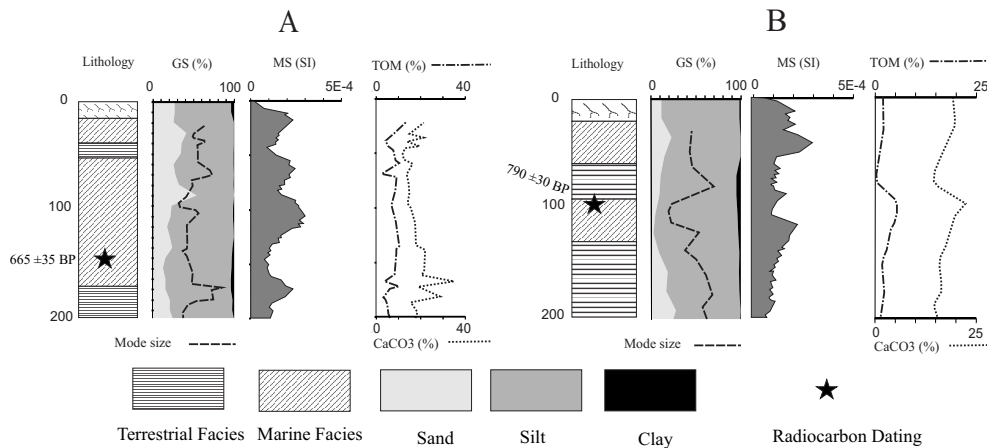 A
B
Lithology GS (%) MS (SI) TOM (%)
0 100 5E-4 0 40
0
100
200
665 ±35 BP
Mode size
0 40
CaCO3 (%)
Lithology GS (%) MS (SI) TOM (%)
0 100 5E-4 0 25
0
100
200
790 ±30 BP
Mode size
0 25
CaCO3 (%)
Terrestrial Facies Marine Facies Sand Silt Clay Radiocarbon Dating